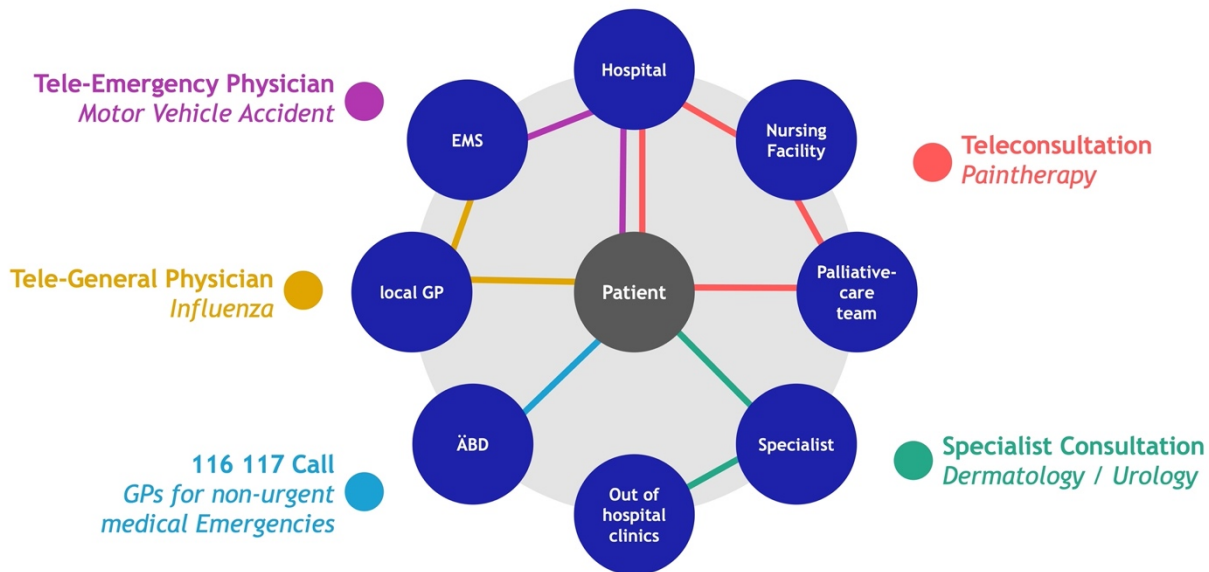 Hospital
Tele-Emergency Physician
Motor Vehicle Accident
EMS
Nursing
Facility
Teleconsultation
Paintherapy
Tele-General Physician
Influenza
local GP
Patient
Palliative-
care
team
116 117 Call
GPs for non-urgent
medical Emergencies
ÄBD
Specialist
Specialist Consultation
Dermatology / Urology
Out of
hospital
clinics